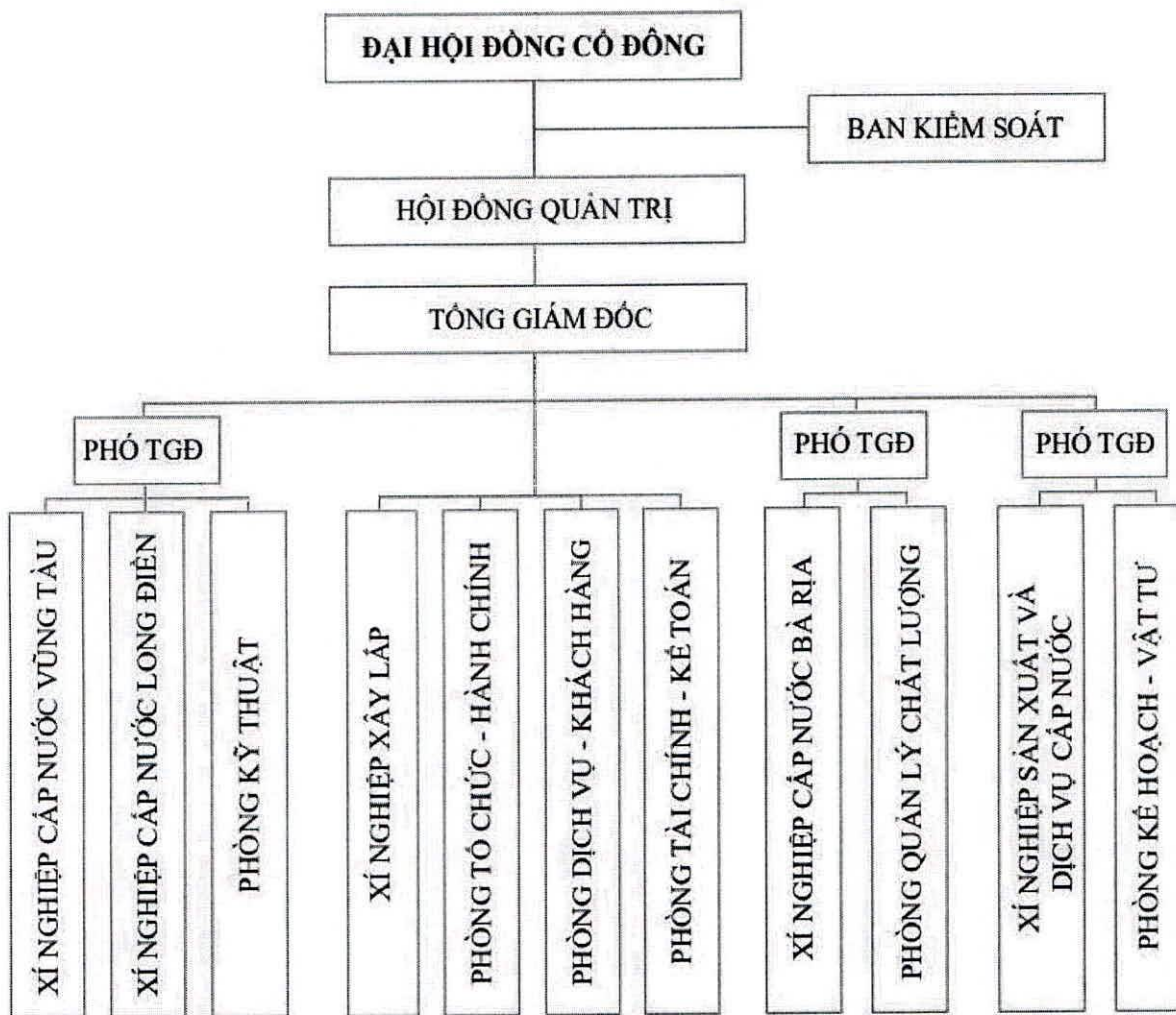 ĐẠI HỘI ĐỒNG CỔ ĐÔNG
BAN KIỂM SOÁT
HỘI ĐỒNG QUẢN TRỊ
TỔNG GIÁM ĐỐC
PHÓ TGĐ
PHÓ TGĐ
PHÓ TGĐ
XÍ NGHIỆP CẤP NƯỚC VŨNG TÀU
XÍ NGHIỆP CẤP NƯỚC LONG ĐIỀN
PHÒNG KỸ THUẬT
XÍ NGHIỆP XÂY LẮP
PHÒNG TỔ CHỨC - HÀNH CHÍNH
PHÒNG DỊCH VỤ - KHÁCH HÀNG
PHÒNG TÀI CHÍNH - KẾ TOÁN
XÍ NGHIỆP CẤP NƯỚC BÀ RỊA
PHÒNG QUẢN LÝ CHẤT LƯỢNG
XÍ NGHIỆP SẢN XUẤT VÀ
DỊCH VỤ CẤP NƯỚC
PHÒNG KẾ HOẠCH - VẬT TƯ